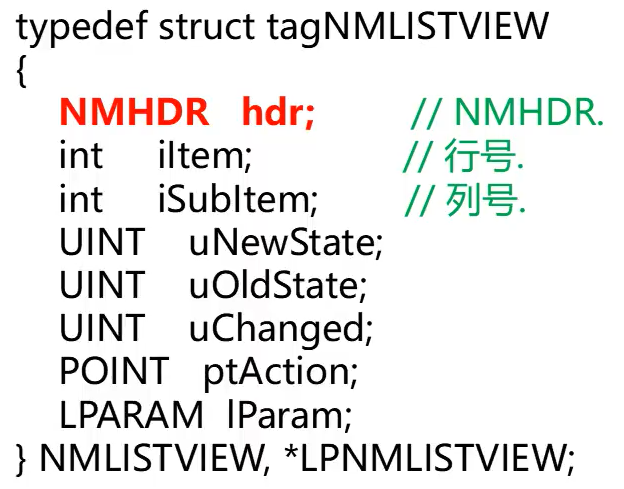 typedef struct tagNMLISTVIEW
{
NMHDR hdr; // NMHDR.
int iItem; // 行号.
int iSubItem; // 列号.
UINT uNewState;
UINT uOldState;
UINT uChanged;
POINT ptAction;
LPARAM lParam;
} NMLISTVIEW, *LPNMLISTVIEW;